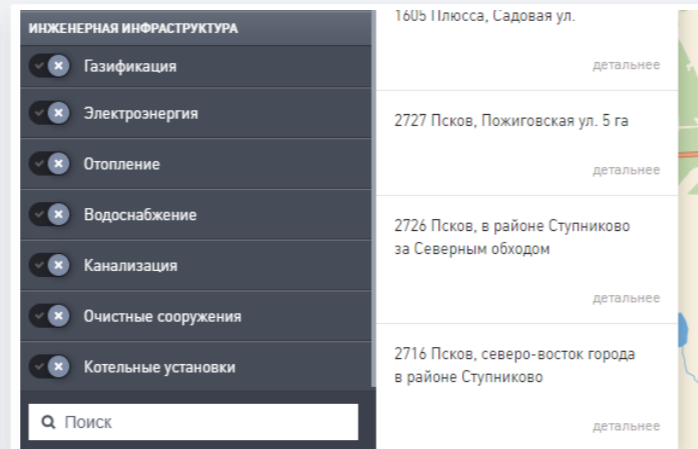 ИНЖЕНЕРНАЯ ИНФРАСТРУКТУРА
Газификация
Электроэнергия
Отопление
Водоснабжение
Канализация
Очистные сооружения
Котельные установки
Поиск
1605 Плюсса, Садовая ул.
детальнее
2727 Псков, Пожиговская ул. 5 га
детальнее
2726 Псков, в районе Ступниково
за Северным обходом
детальнее
2716 Псков, северо-восток города
в районе Ступниково
детальнее